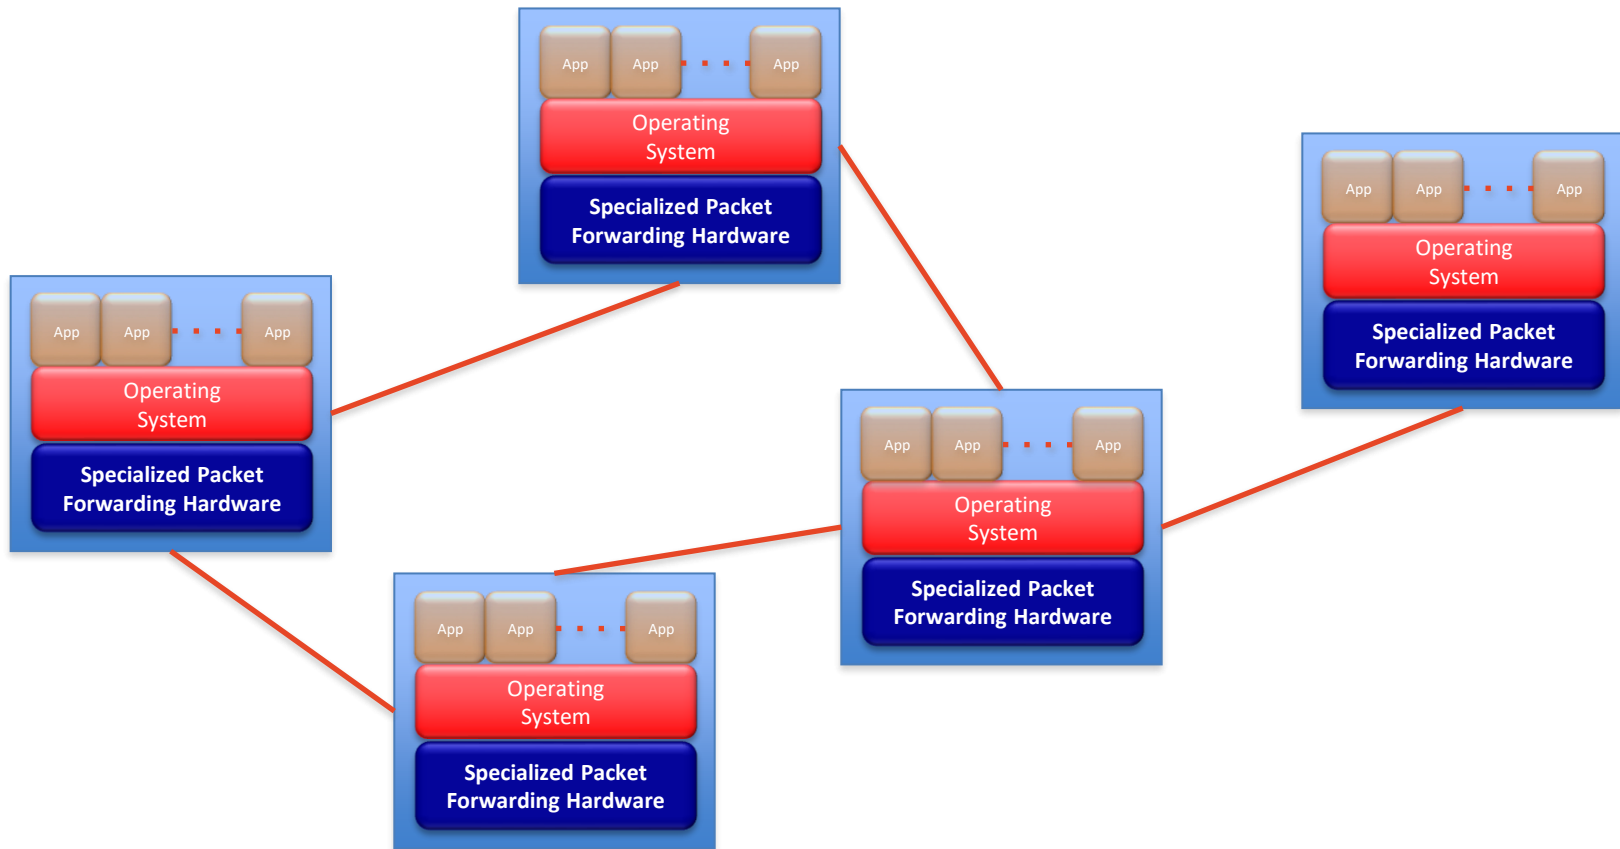 App App App
Operating
System
Specialized Packet
Forwarding Hardware
App App App
Operating
System
Specialized Packet
Forwarding Hardware
App App App
Operating
System
Specialized Packet
Forwarding Hardware
App App App
Operating
System
Specialized Packet
Forwarding Hardware
App App App
Operating
System
Specialized Packet
Forwarding Hardware